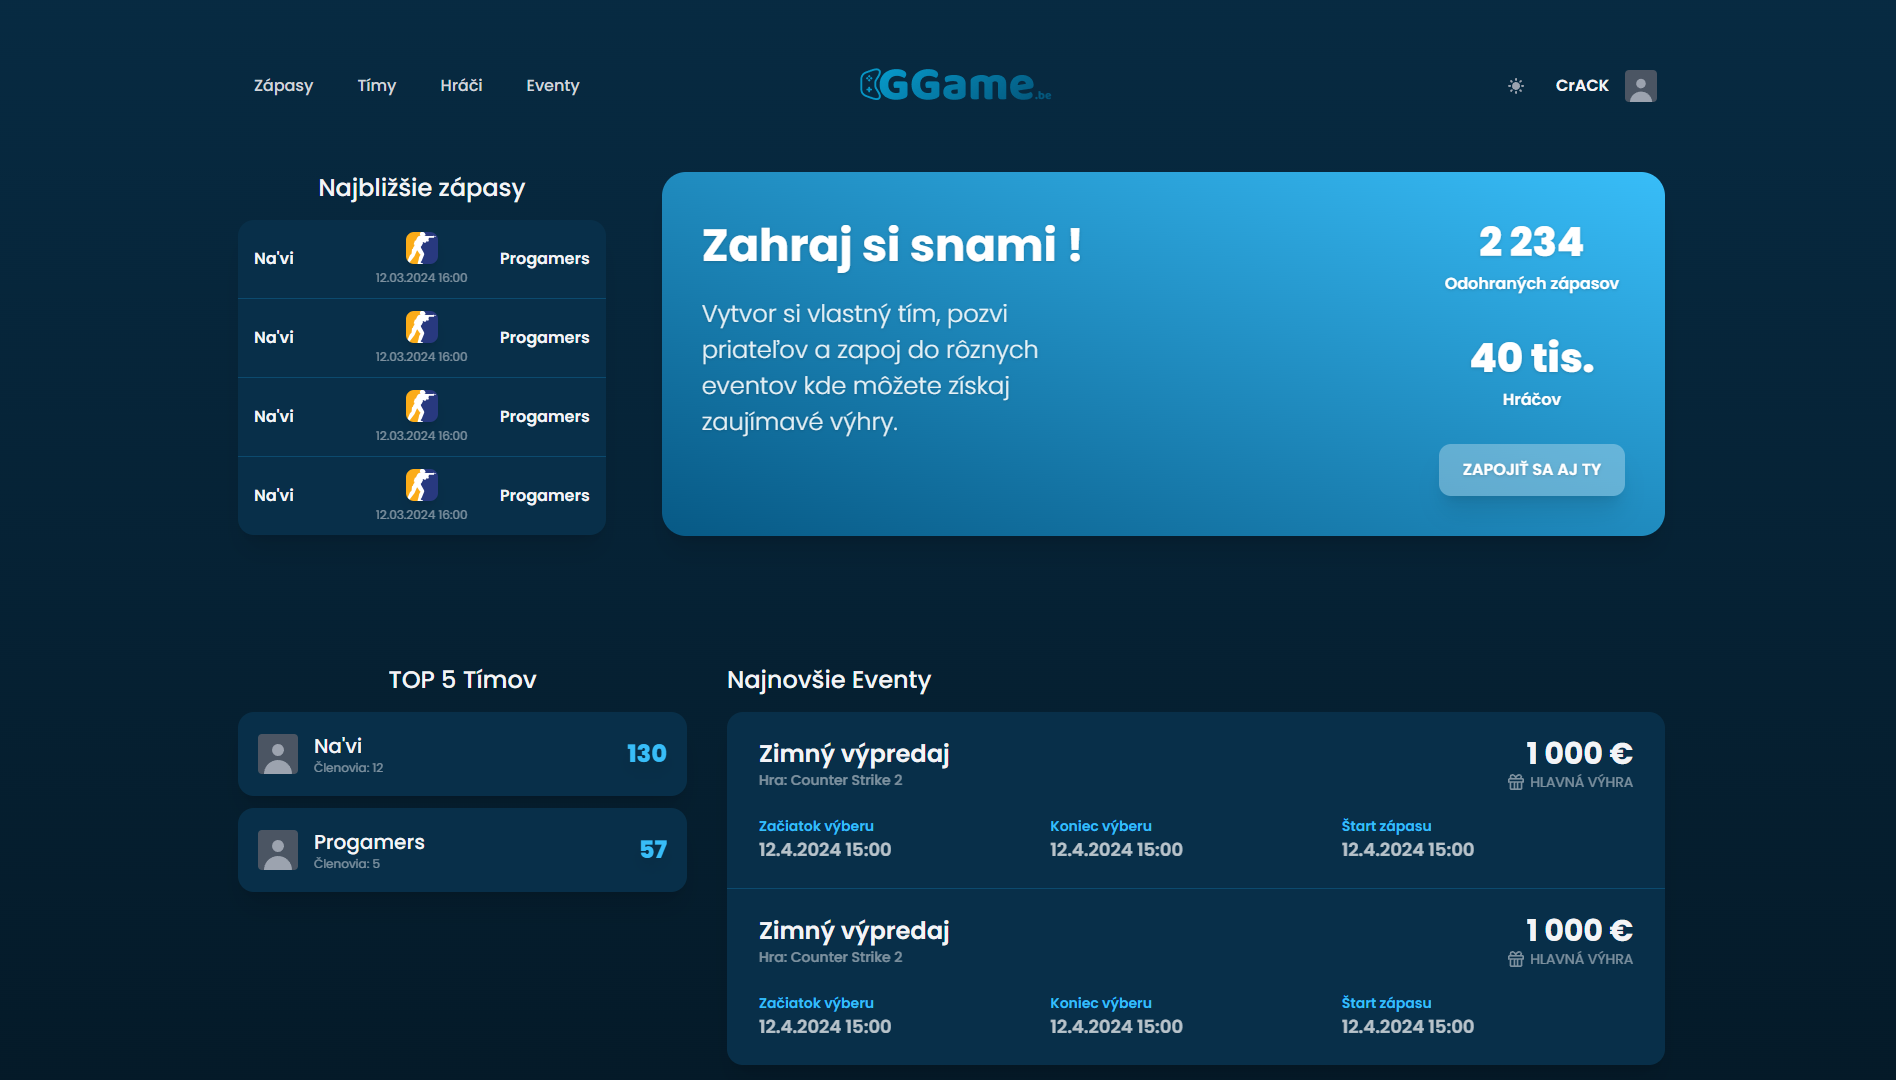 Zápasy
Tímy
Hráči
Eventy
GGame.be
CrACK
Najbližšie zápasy
Na'vi
12.03.2024 16:00
Progamers
Na'vi
12.03.2024 16:00
Progamers
Na'vi
12.03.2024 16:00
Progamers
Na'vi
12.03.2024 16:00
Progamers
Zahraj si snami !
Vytvor si vlastný tím, pozvi
priateľov a zapoj do rôznych
eventov kde môžete získaj
zaujímavé výhry.
2 234
Odohraných zápasov
40 tis.
Hráčov
ZAPOJIŤ SA AJ TY
TOP 5 Tímov
Na'vi
Členovia: 12
130
Progamers
Členovia: 5
57
Najnovšie Eventy
Zimný výpredaj
Hra: Counter Strike 2
1 000 €
HLAVNÁ VÝHRA
Začiatok výberu
12.4.2024 15:00
Koniec výberu
12.4.2024 15:00
Štart zápasu
12.4.2024 15:00
Zimný výpredaj
Hra: Counter Strike 2
1 000 €
HLAVNÁ VÝHRA
Začiatok výberu
12.4.2024 15:00
Koniec výberu
12.4.2024 15:00
Štart zápasu
12.4.2024 15:00